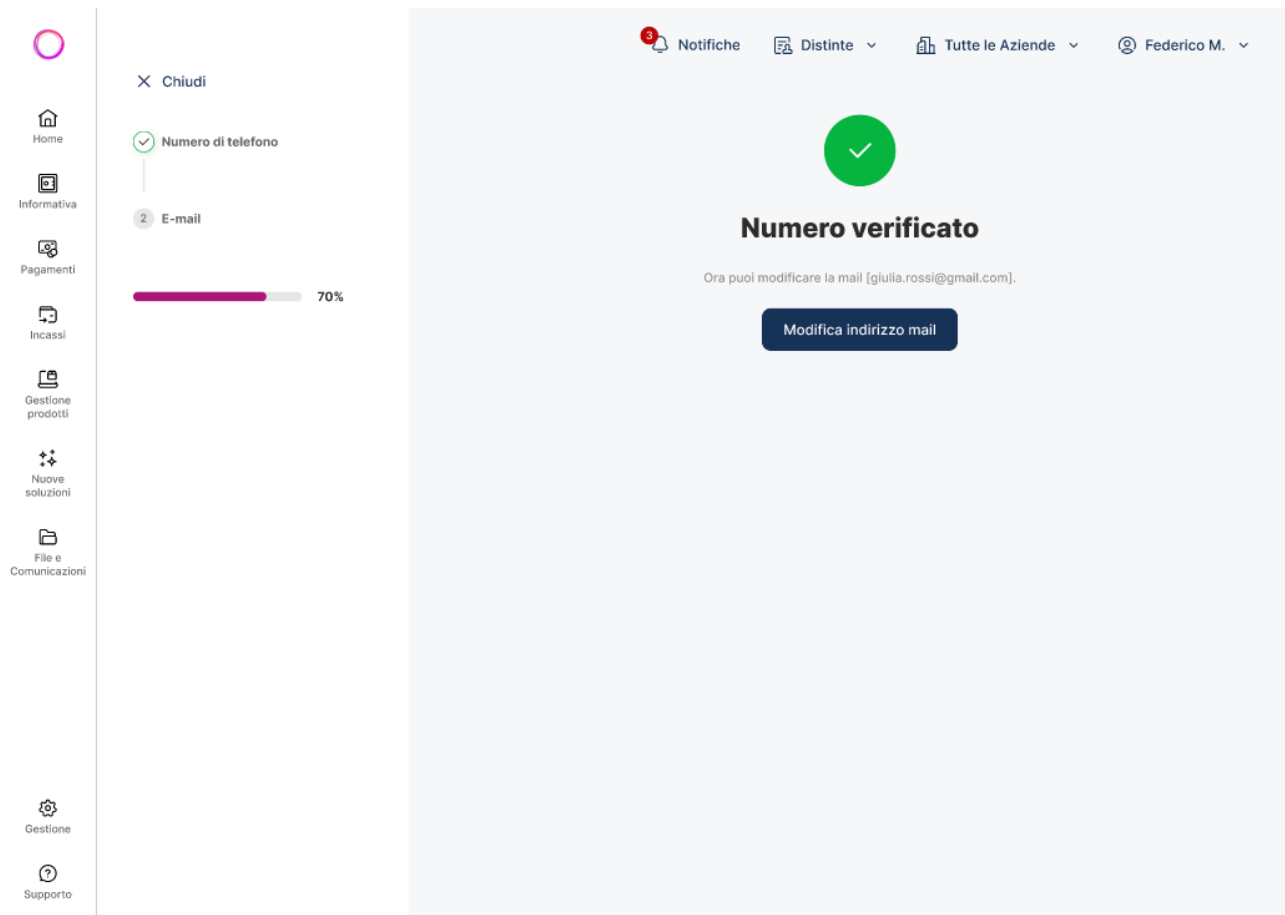 3
Notifiche
Distinte
Tutte le Aziende
Federico M.
Home
Informativa
Pagamenti
Incassi
Gestione
prodotti
Nuove
soluzioni
File e
Comunicazioni
Gestione
Supporto
Chiudi
Numero di telefono
2 E-mail
70%
Numero verificato
Ora puoi modificare la mail [giulia.rossi@gmail.com].
Modifica indirizzo mail